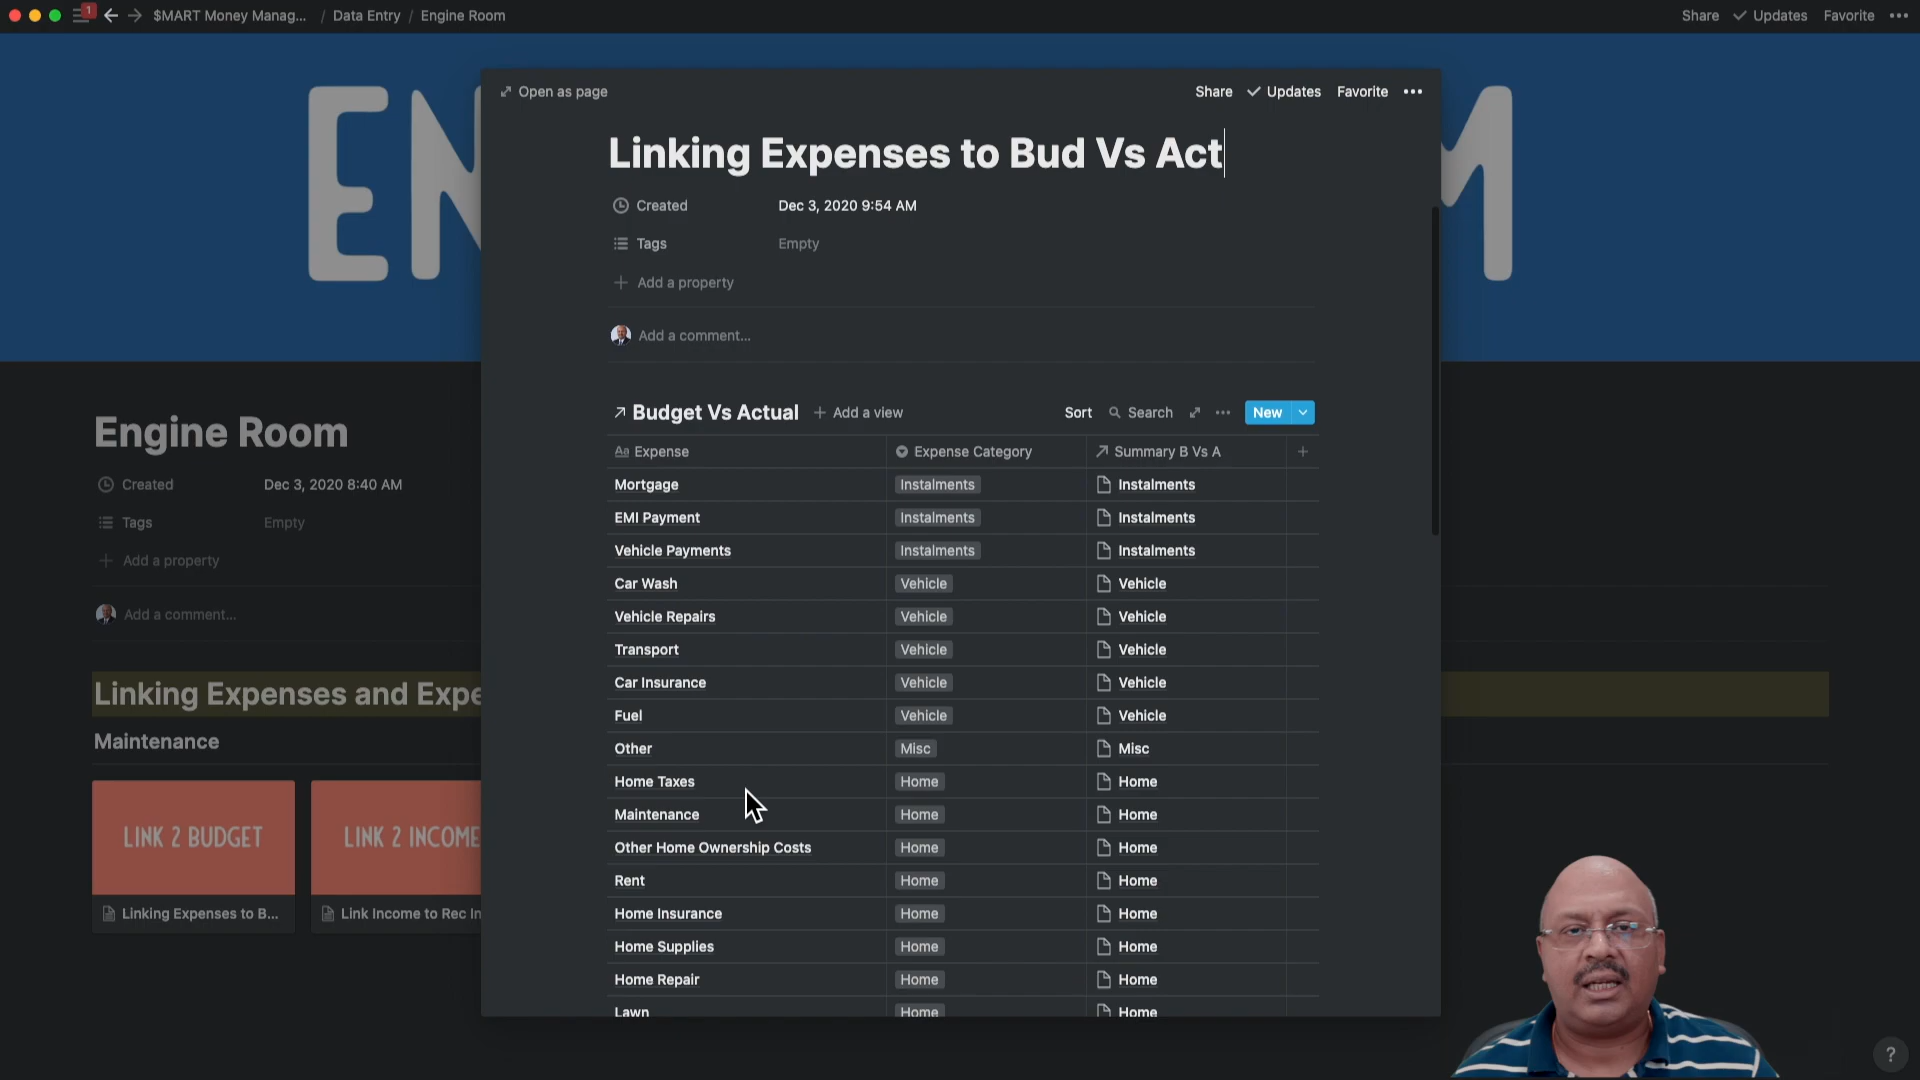 1
$MART Money Manag... / Data Entry / Engine Room
Share Updates Favorite
Open as page
Share Updates Favorite
Linking Expenses to Bud Vs Act
Created Dec 3, 2020 9:54 AM
Tags Empty
Add a property
Add a comment...
Budget Vs Actual Add a view Sort Search New
Aa Expense Expense Category Summary B Vs A
Mortgage Instalments Instalments
EMI Payment Instalments Instalments
Vehicle Payments Instalments Instalments
Car Wash Vehicle Vehicle
Vehicle Repairs Vehicle Vehicle
Transport Vehicle Vehicle
Car Insurance Vehicle Vehicle
Fuel Vehicle Vehicle
Other Misc Misc
Home Taxes Home Home
Maintenance Home Home
Other Home Ownership Costs Home Home
Rent Home Home
Home Insurance Home Home
Home Supplies Home Home
Home Repair Home Home
Lawn Home Home
EN M
Engine Room
Created Dec 3, 2020 8:40 AM
Tags Empty
Add a property
Add a comment...
Linking Expenses and Expe
Maintenance
LINK 2 BUDGET LINK 2 INCOME
Linking Expenses to B... Link Income to Rec In
?